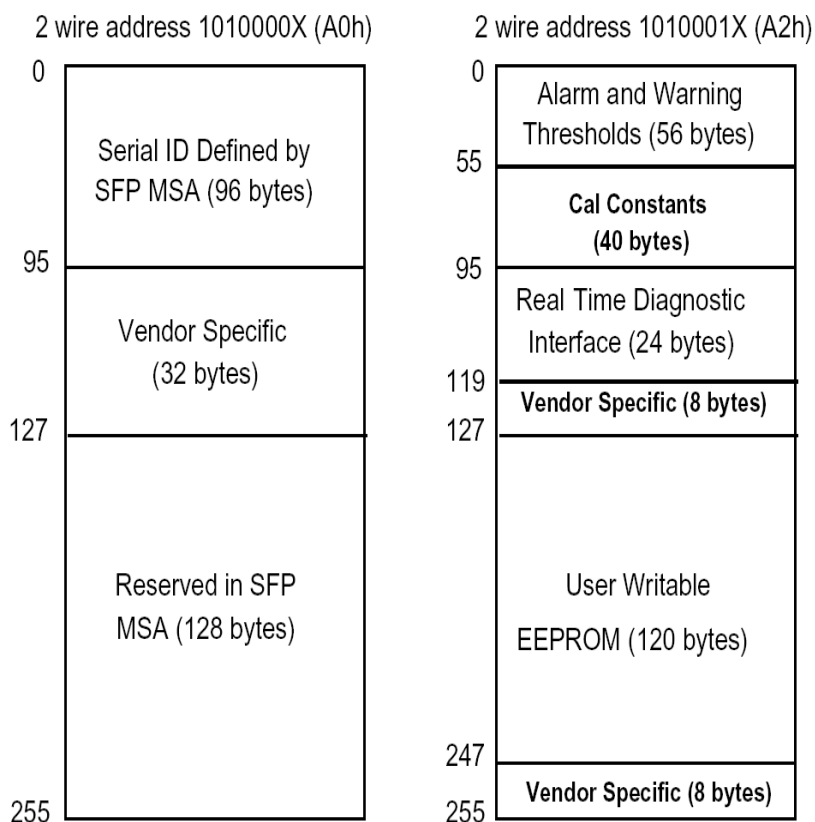 2 wire address 1010000X (A0h)
0
Serial ID Defined by
SFP MSA (96 bytes)
95
Vendor Specific
(32 bytes)
127
Reserved in SFP
MSA (128 bytes)
255
2 wire address 1010001X (A2h)
0
Alarm and Warning
Thresholds (56 bytes)
55
Cal Constants
(40 bytes)
95
Real Time Diagnostic
Interface (24 bytes)
119
Vendor Specific (8 bytes)
127
User Writable
EEPROM (120 bytes)
247
Vendor Specific (8 bytes)
255